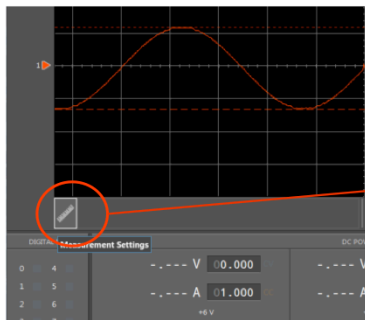 1
Measurement Settings
DIGITAL
DC POW
0 4
1 5
2 6
-.--- V 00.000
-.--- V
-.--- A 01.000
-.--- A
+6 V